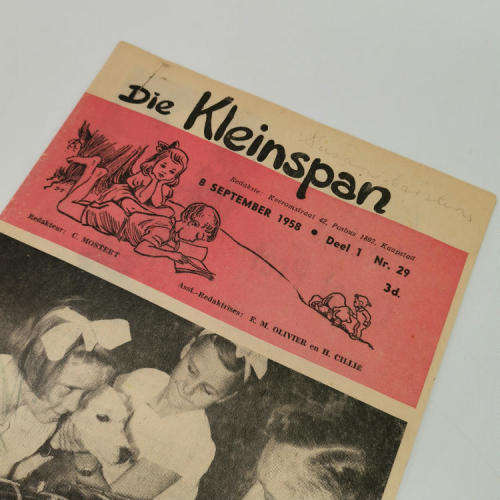 Die Kleinspan
Redaksie: Keeromstraat 42, Posbus 1802, Kaapstad
8 SEPTEMBER 1958 • Deel 1 Nr. 29
3d.
Redakteur: C. MOSTERT
Asst.-Redaktrises: E. M. OLIVIER en H. CILLIE